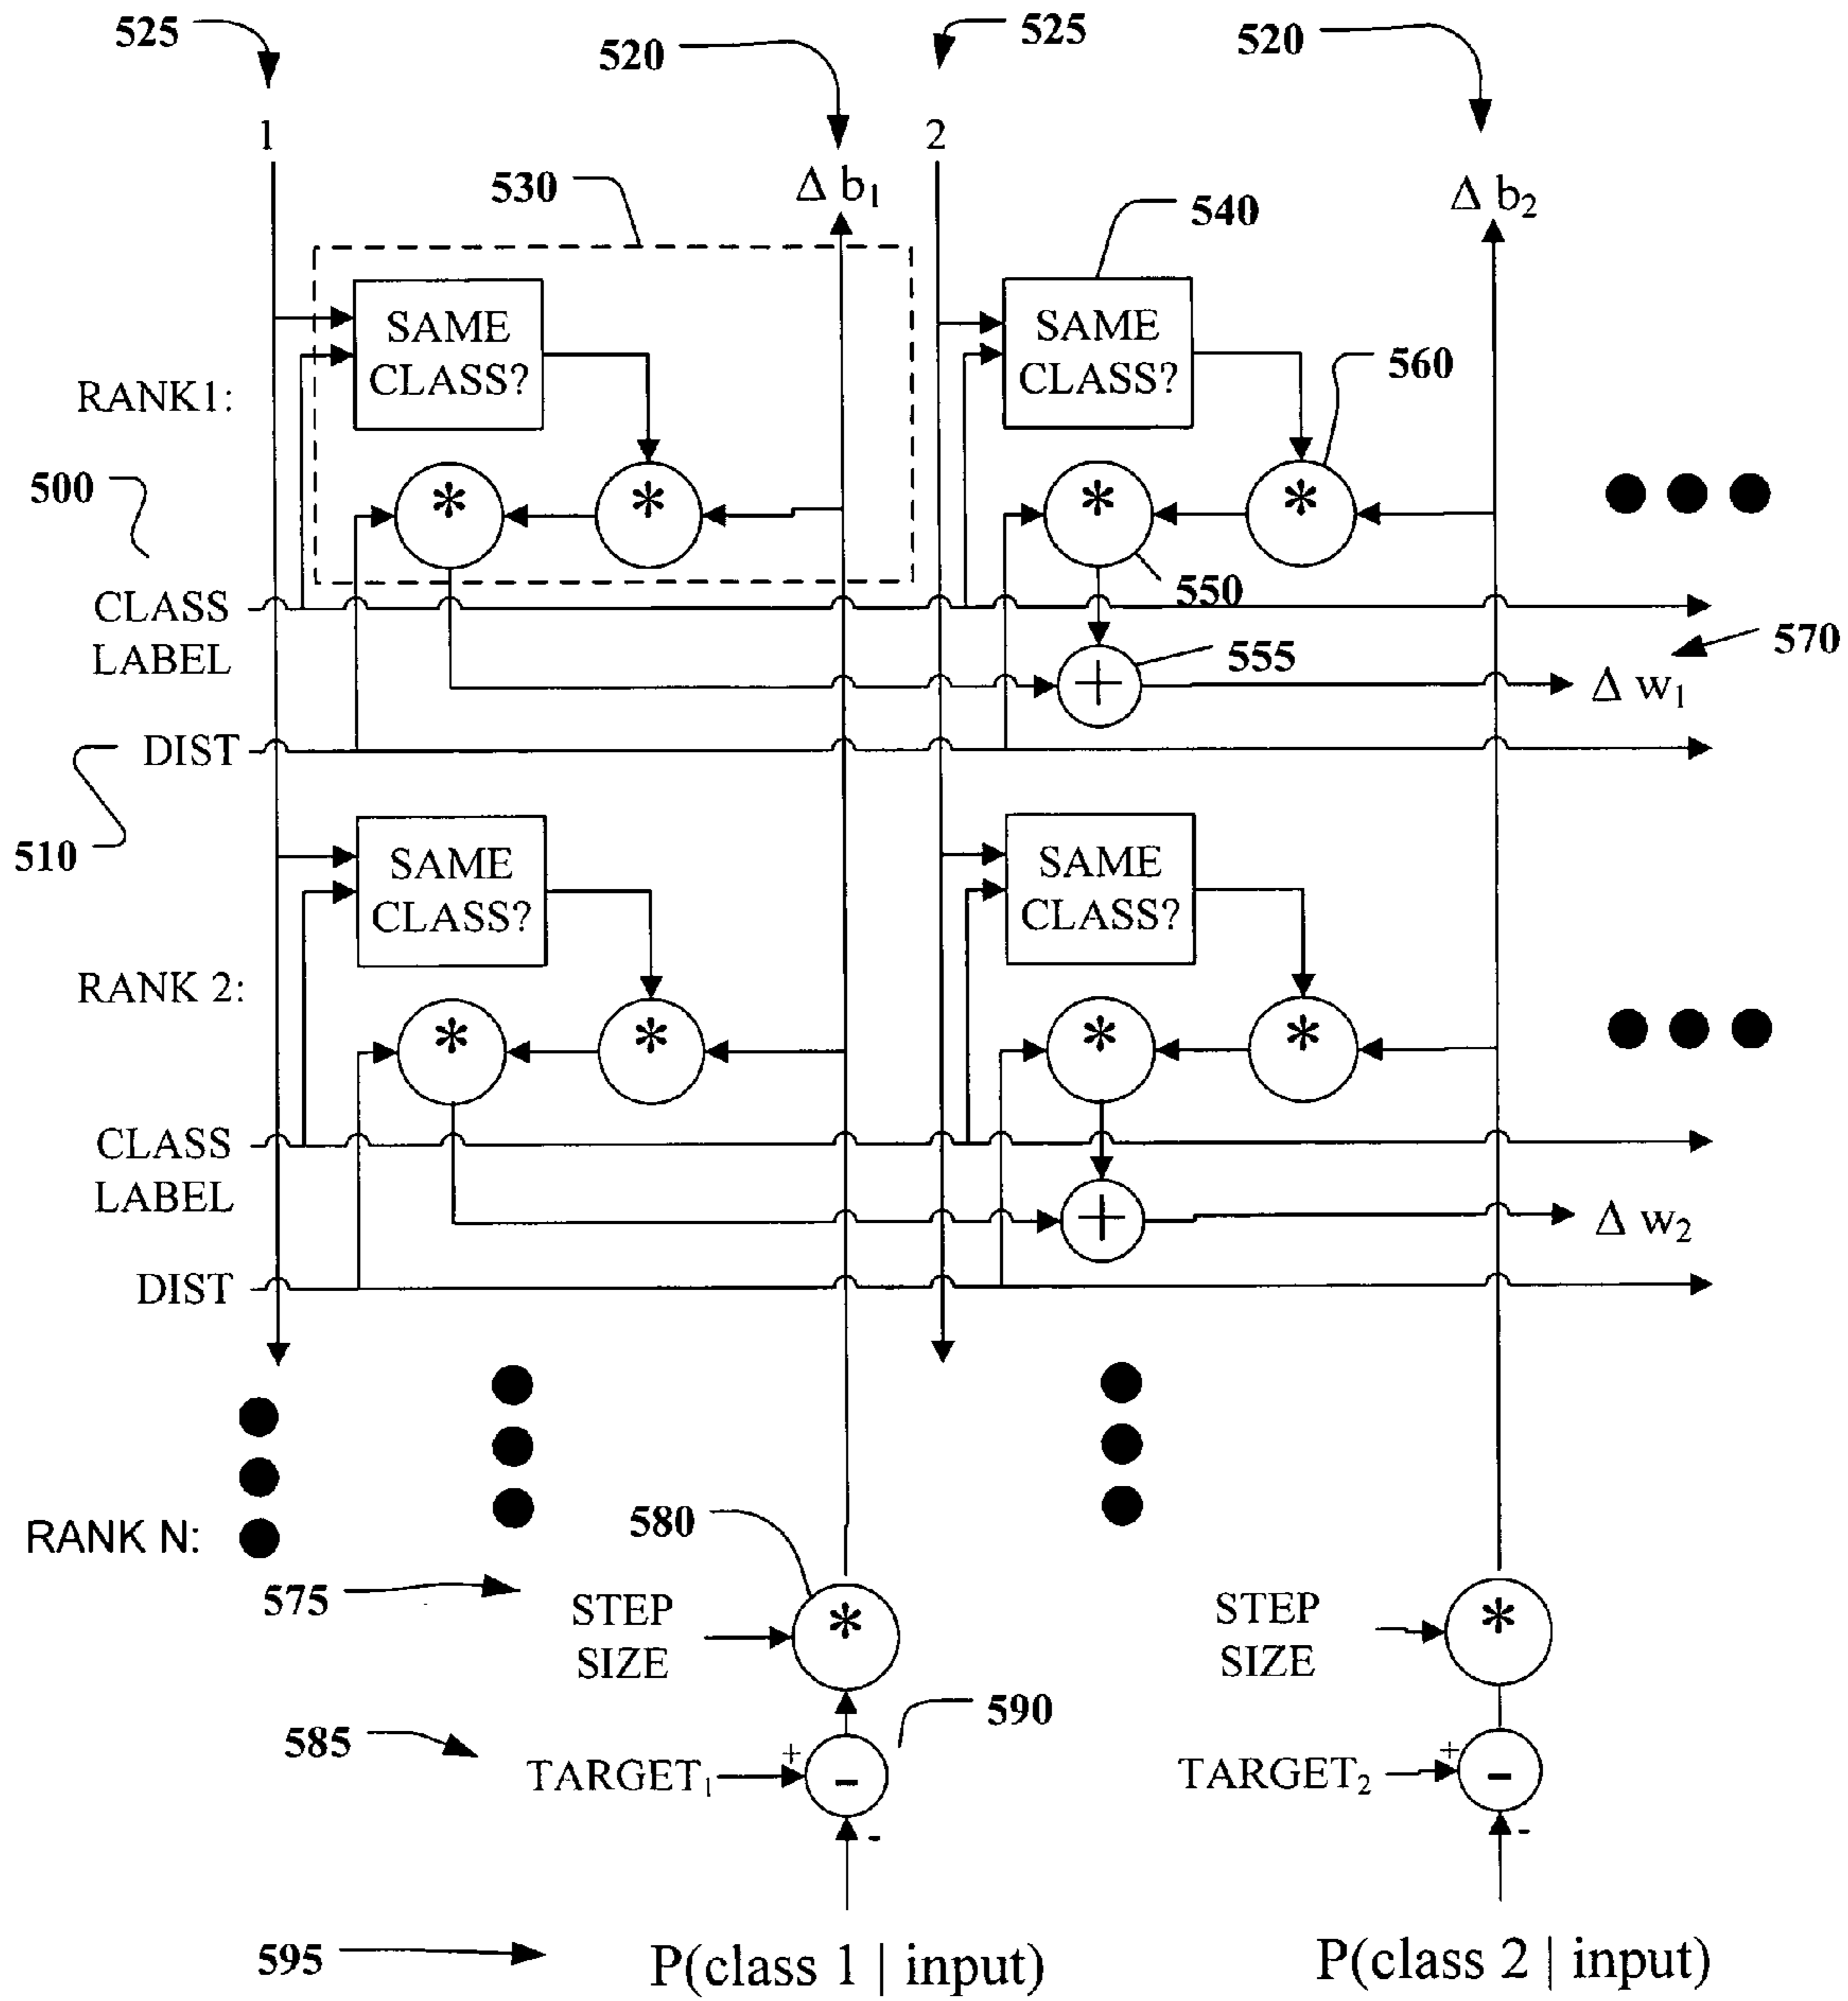 525
520
525
520
1
2
530
Δ b₁
540
Δ b₂
SAME
CLASS?
SAME
CLASS?
560
RANK1:
500
*
*
*
*
550
CLASS
LABEL
570
555
+
Δ w₁
DIST
510
SAME
CLASS?
SAME
CLASS?
RANK 2:
*
*
*
*
CLASS
LABEL
+
Δ w₂
DIST
RANK N:
580
575
STEP
SIZE
*
STEP
SIZE
*
590
585
TARGET₁
+
-
-
TARGET₂
+
-
-
595
P(class 1 | input)
P(class 2 | input)